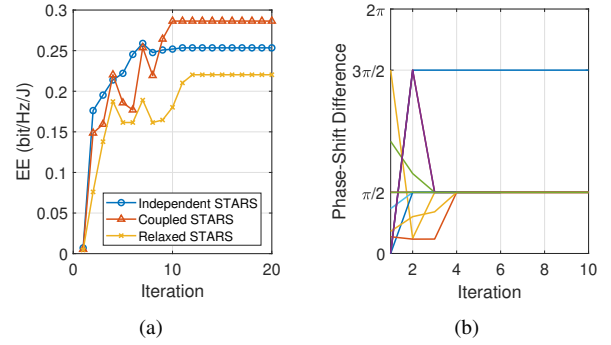 0.3
0.25
0.2
0.15
0.1
0.05
0
EE (bit/Hz/J)
Independent STARS
Coupled STARS
Relaxed STARS
0 10 20
Iteration
(a)
2π
3π/2
π/2
0
Phase-Shift Difference
2 4 6 8 10
Iteration
(b)